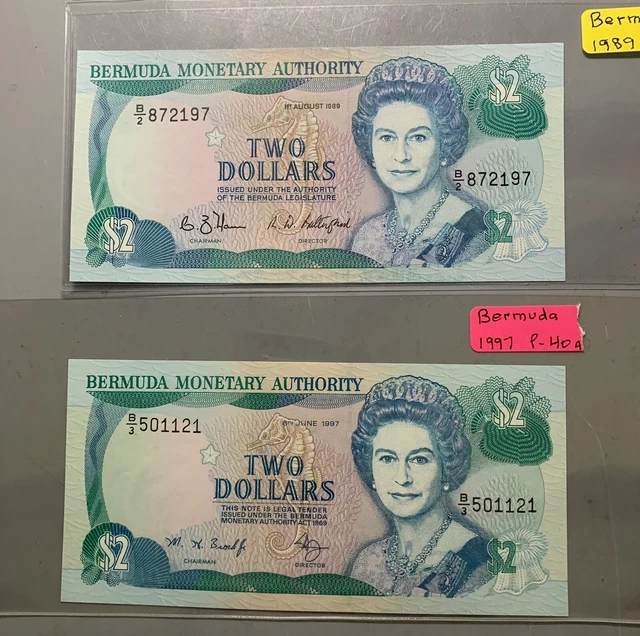 Berm
1989
BERMUDA MONETARY AUTHORITY
$2
B/2 872197
1ST AUGUST 1989
TWO
DOLLARS
B/2 872197
ISSUED UNDER THE AUTHORITY
OF THE BERMUDA LEGISLATURE
$2
$2
CHAIRMAN
DIRECTOR
Bermuda
1997 P-40A
BERMUDA MONETARY AUTHORITY
$2
B/3 501121
6TH JUNE 1997
TWO
DOLLARS
B/3 501121
THIS NOTE IS LEGAL TENDER
ISSUED UNDER THE BERMUDA
MONETARY AUTHORITY ACT 1969
$2
$2
CHAIRMAN
DIRECTOR